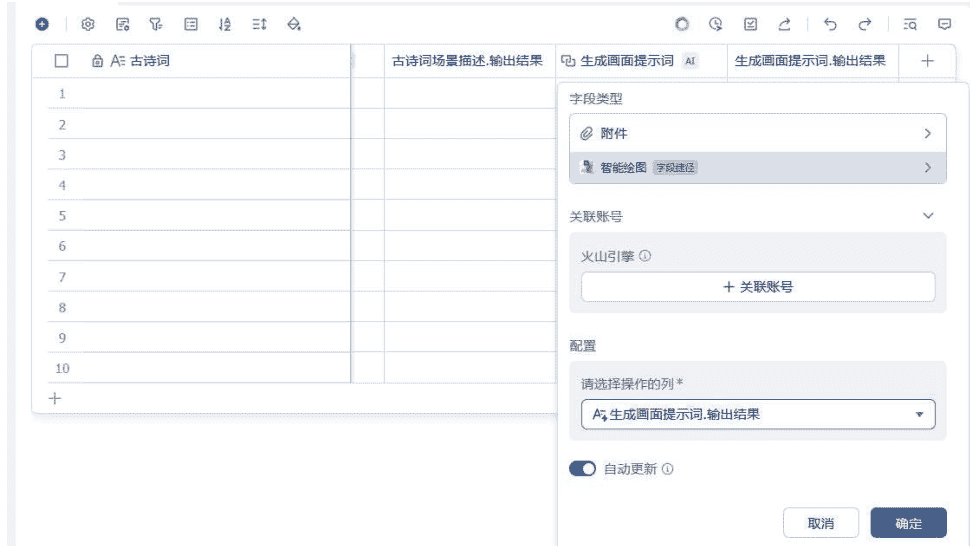 古诗词 古诗词场景描述.输出结果 生成画面提示词 AI 生成画面提示词.输出结果
1
2
3
4
5
6
7
8
9
10
字段类型
附件
智能绘图 字段捷径
关联账号
火山引擎
+ 关联账号
配置
请选择操作的列*
生成画面提示词.输出结果
自动更新
取消 确定